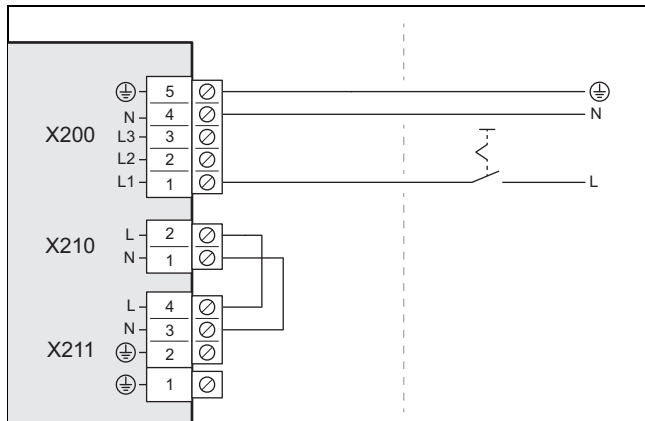 ⏚ 5 ⏚
N 4 N
X200 L3 3
L2 2
L1 1 L
X210 L 2
N 1
L 4
N 3
X211 ⏚ 2
⏚ 1